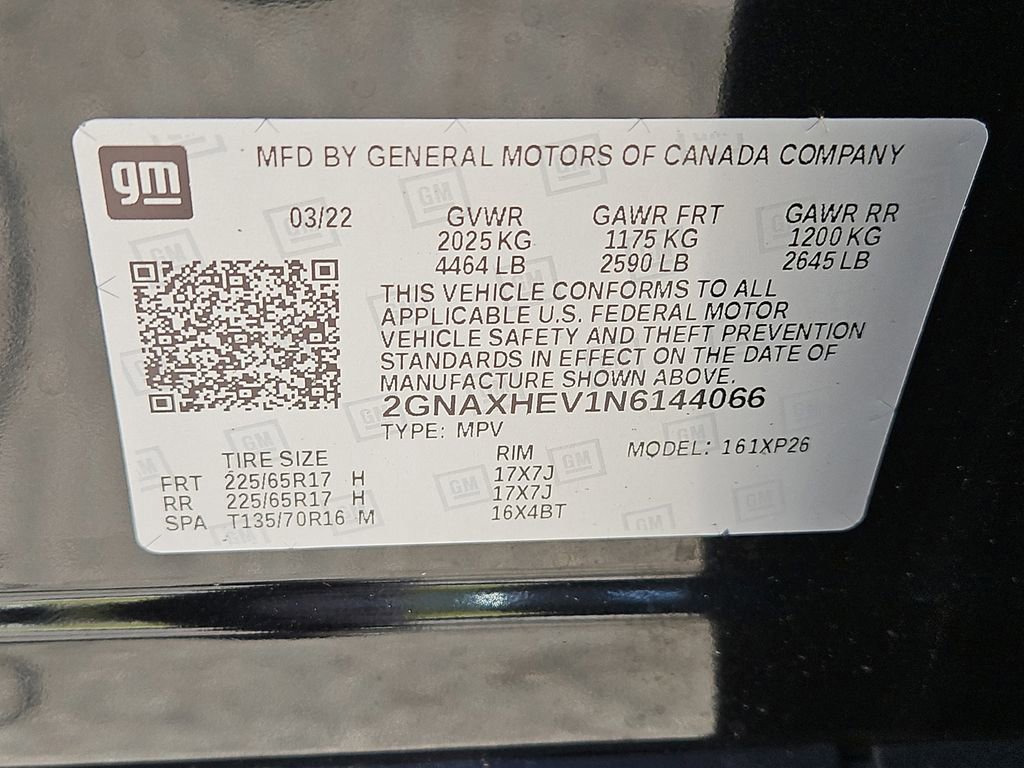 gm
MFD BY GENERAL MOTORS OF CANADA COMPANY
03/22 GVWR GAWR FRT GAWR RR
2025 KG 1175 KG 1200 KG
4464 LB 2590 LB 2645 LB
THIS VEHICLE CONFORMS TO ALL
APPLICABLE U.S. FEDERAL MOTOR
VEHICLE SAFETY AND THEFT PREVENTION
STANDARDS IN EFFECT ON THE DATE OF
MANUFACTURE SHOWN ABOVE.
2GNAXHEV1N6144066
TYPE: MPV
MODEL: 161XP26
TIRE SIZE RIM
FRT 225/65R17 H 17X7J
RR 225/65R17 H 17X7J
SPA T135/70R16 M 16X4BT